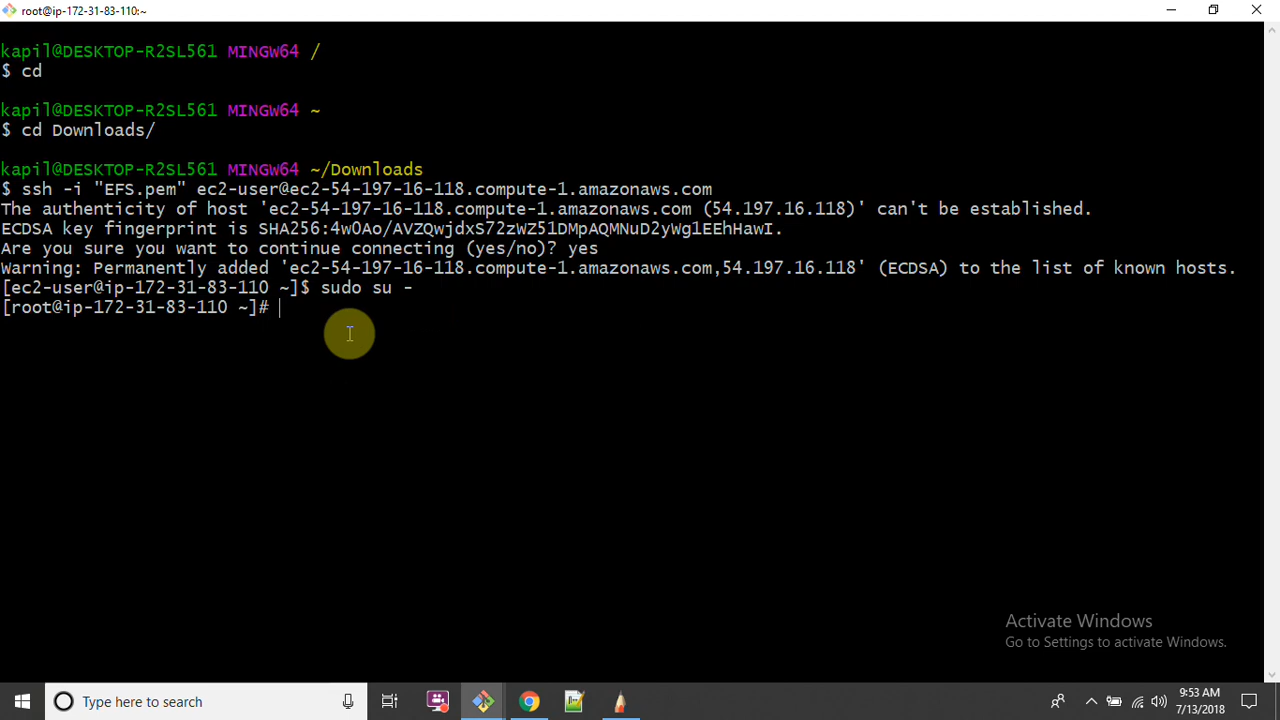 root@ip-172-31-83-110:~
kapil@DESKTOP-R2SL561 MINGW64 /
$ cd
kapil@DESKTOP-R2SL561 MINGW64 ~
$ cd Downloads/
kapil@DESKTOP-R2SL561 MINGW64 ~/Downloads
$ ssh -i "EFS.pem" ec2-user@ec2-54-197-16-118.compute-1.amazonaws.com
The authenticity of host 'ec2-54-197-16-118.compute-1.amazonaws.com (54.197.16.118)' can't be established.
ECDSA key fingerprint is SHA256:4w0Ao/AVZQwjdxS72zWZ51DMpAQMNuD2yWg1EEhHawI.
Are you sure you want to continue connecting (yes/no)? yes
Warning: Permanently added 'ec2-54-197-16-118.compute-1.amazonaws.com,54.197.16.118' (ECDSA) to the list of known hosts.
[ec2-user@ip-172-31-83-110 ~]$ sudo su -
[root@ip-172-31-83-110 ~]#
Activate Windows
Go to Settings to activate Windows.
Type here to search
9:53 AM
7/13/2018